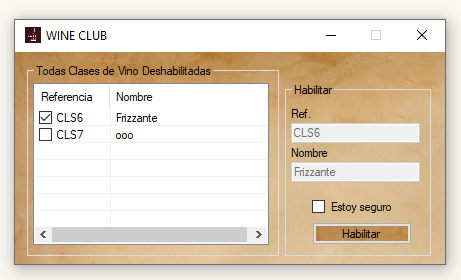 WINE CLUB
Todas Clases de Vino Deshabilitadas
Referencia Nombre
CLS6 Frizzante
CLS7 ooo
Habilitar
Ref.
CLS6
Nombre
Frizzante
Estoy seguro
Habilitar